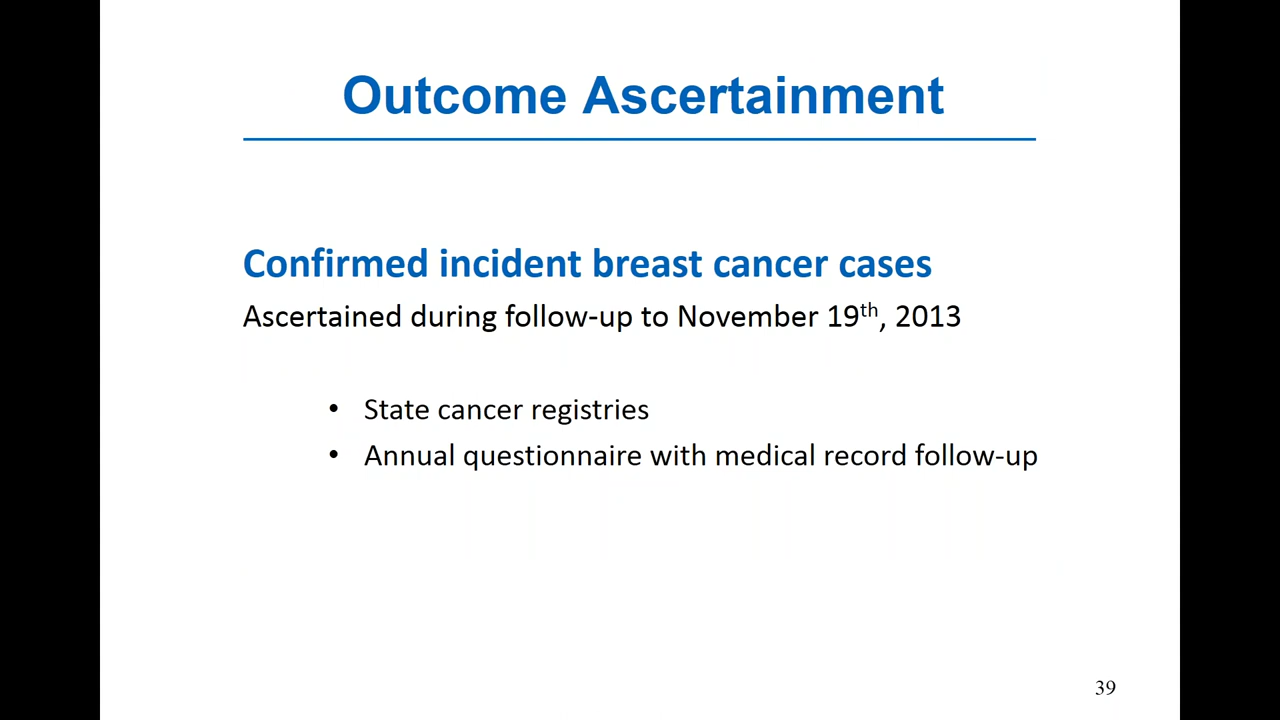 Outcome Ascertainment
Confirmed incident breast cancer cases
Ascertained during follow-up to November 19th, 2013
• State cancer registries
• Annual questionnaire with medical record follow-up
39